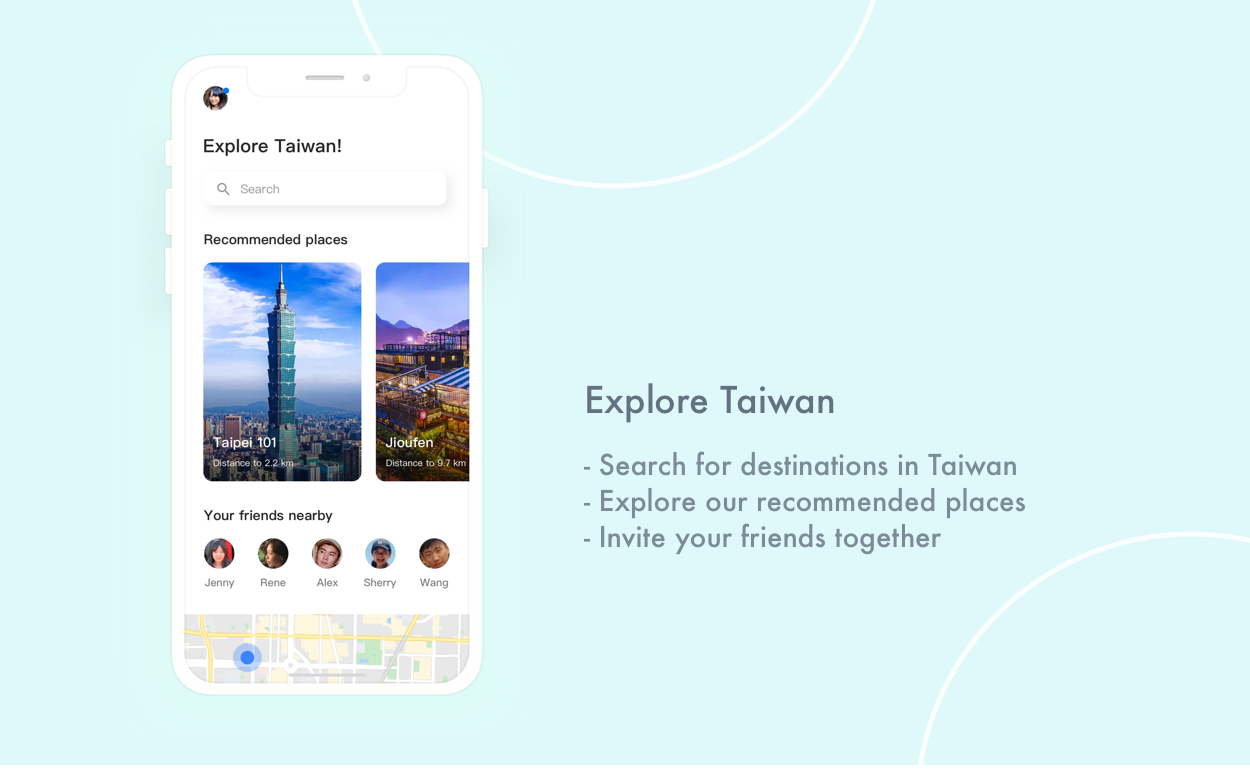 Explore Taiwan!
Search
Recommended places
Taipei 101
Distance to 2.2 km
Jioufen
Distance to 9.7 km
Your friends nearby
Jenny
Rene
Alex
Sherry
Wang
Explore Taiwan
- Search for destinations in Taiwan
- Explore our recommended places
- Invite your friends together